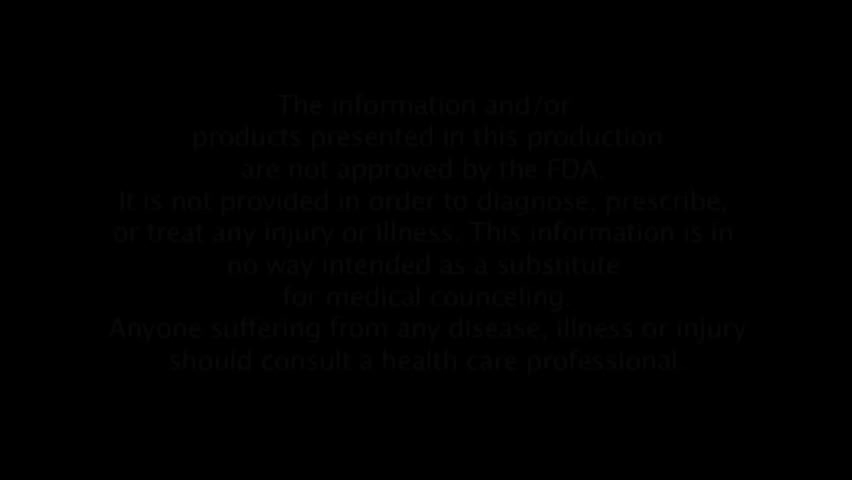 The information and/or
products presented in this production
are not approved by the FDA.
It is not provided in order to diagnose, prescribe,
or treat any injury or illness. This information is in
no way intended as a substitute
for medical counceling.
Anyone suffering from any disease, illness or injury
should consult a health care professional